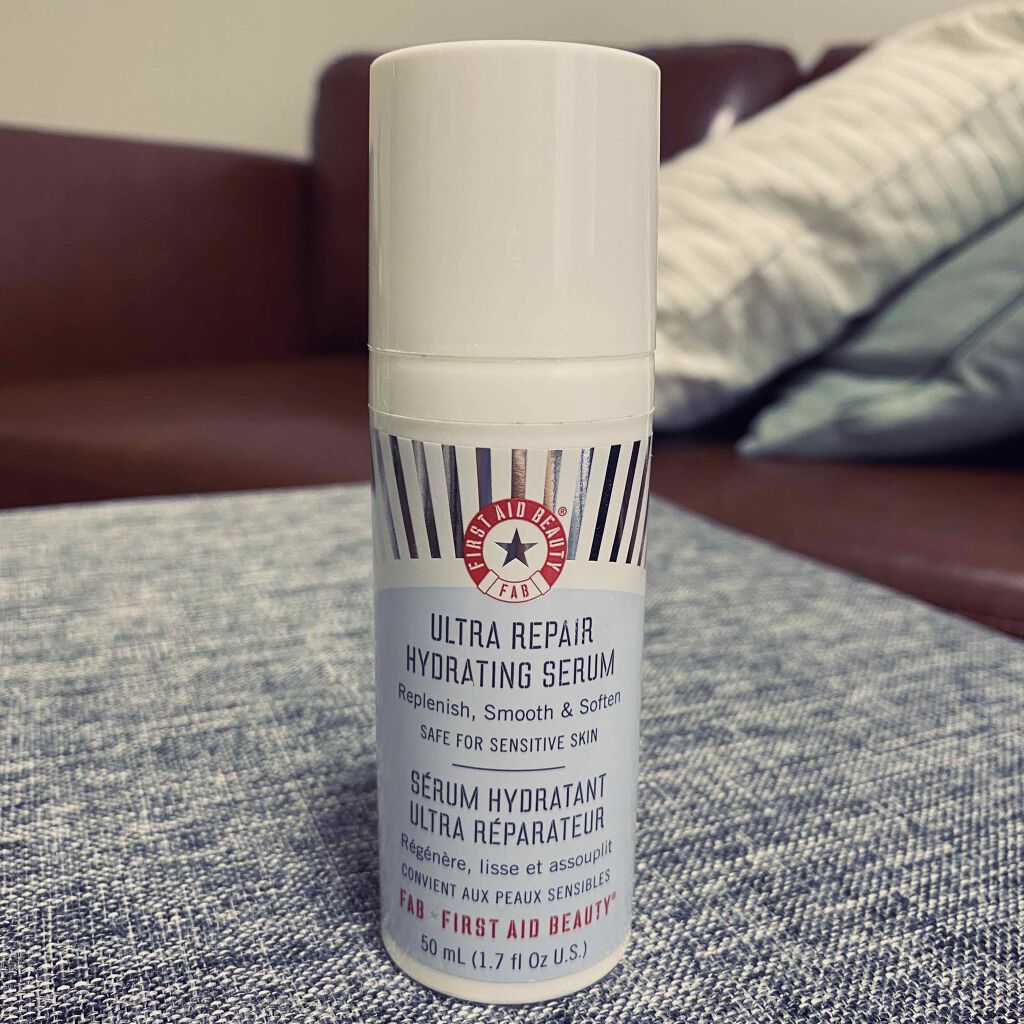 FIRST AID BEAUTY®
FAB
ULTRA REPAIR
HYDRATING SERUM
Replenish, Smooth & Soften
SAFE FOR SENSITIVE SKIN
SÉRUM HYDRATANT
ULTRA RÉPARATEUR
Régénère, lisse et assouplit
CONVIENT AUX PEAUX SENSIBLES
FAB ★ FIRST AID BEAUTY®
50 mL (1.7 fl Oz U.S.)